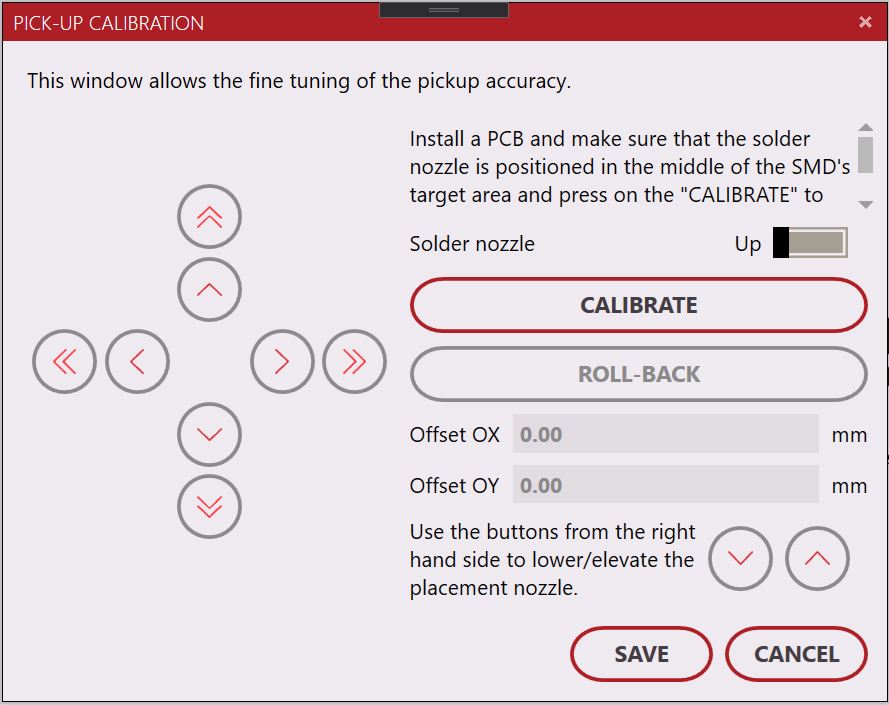 PICK-UP CALIBRATION
This window allows the fine tuning of the pickup accuracy.
Install a PCB and make sure that the solder
nozzle is positioned in the middle of the SMD's
target area and press on the "CALIBRATE" to
Solder nozzle Up
CALIBRATE
ROLL-BACK
Offset OX 0.00 mm
Offset OY 0.00 mm
Use the buttons from the right
hand side to lower/elevate the
placement nozzle.
SAVE CANCEL